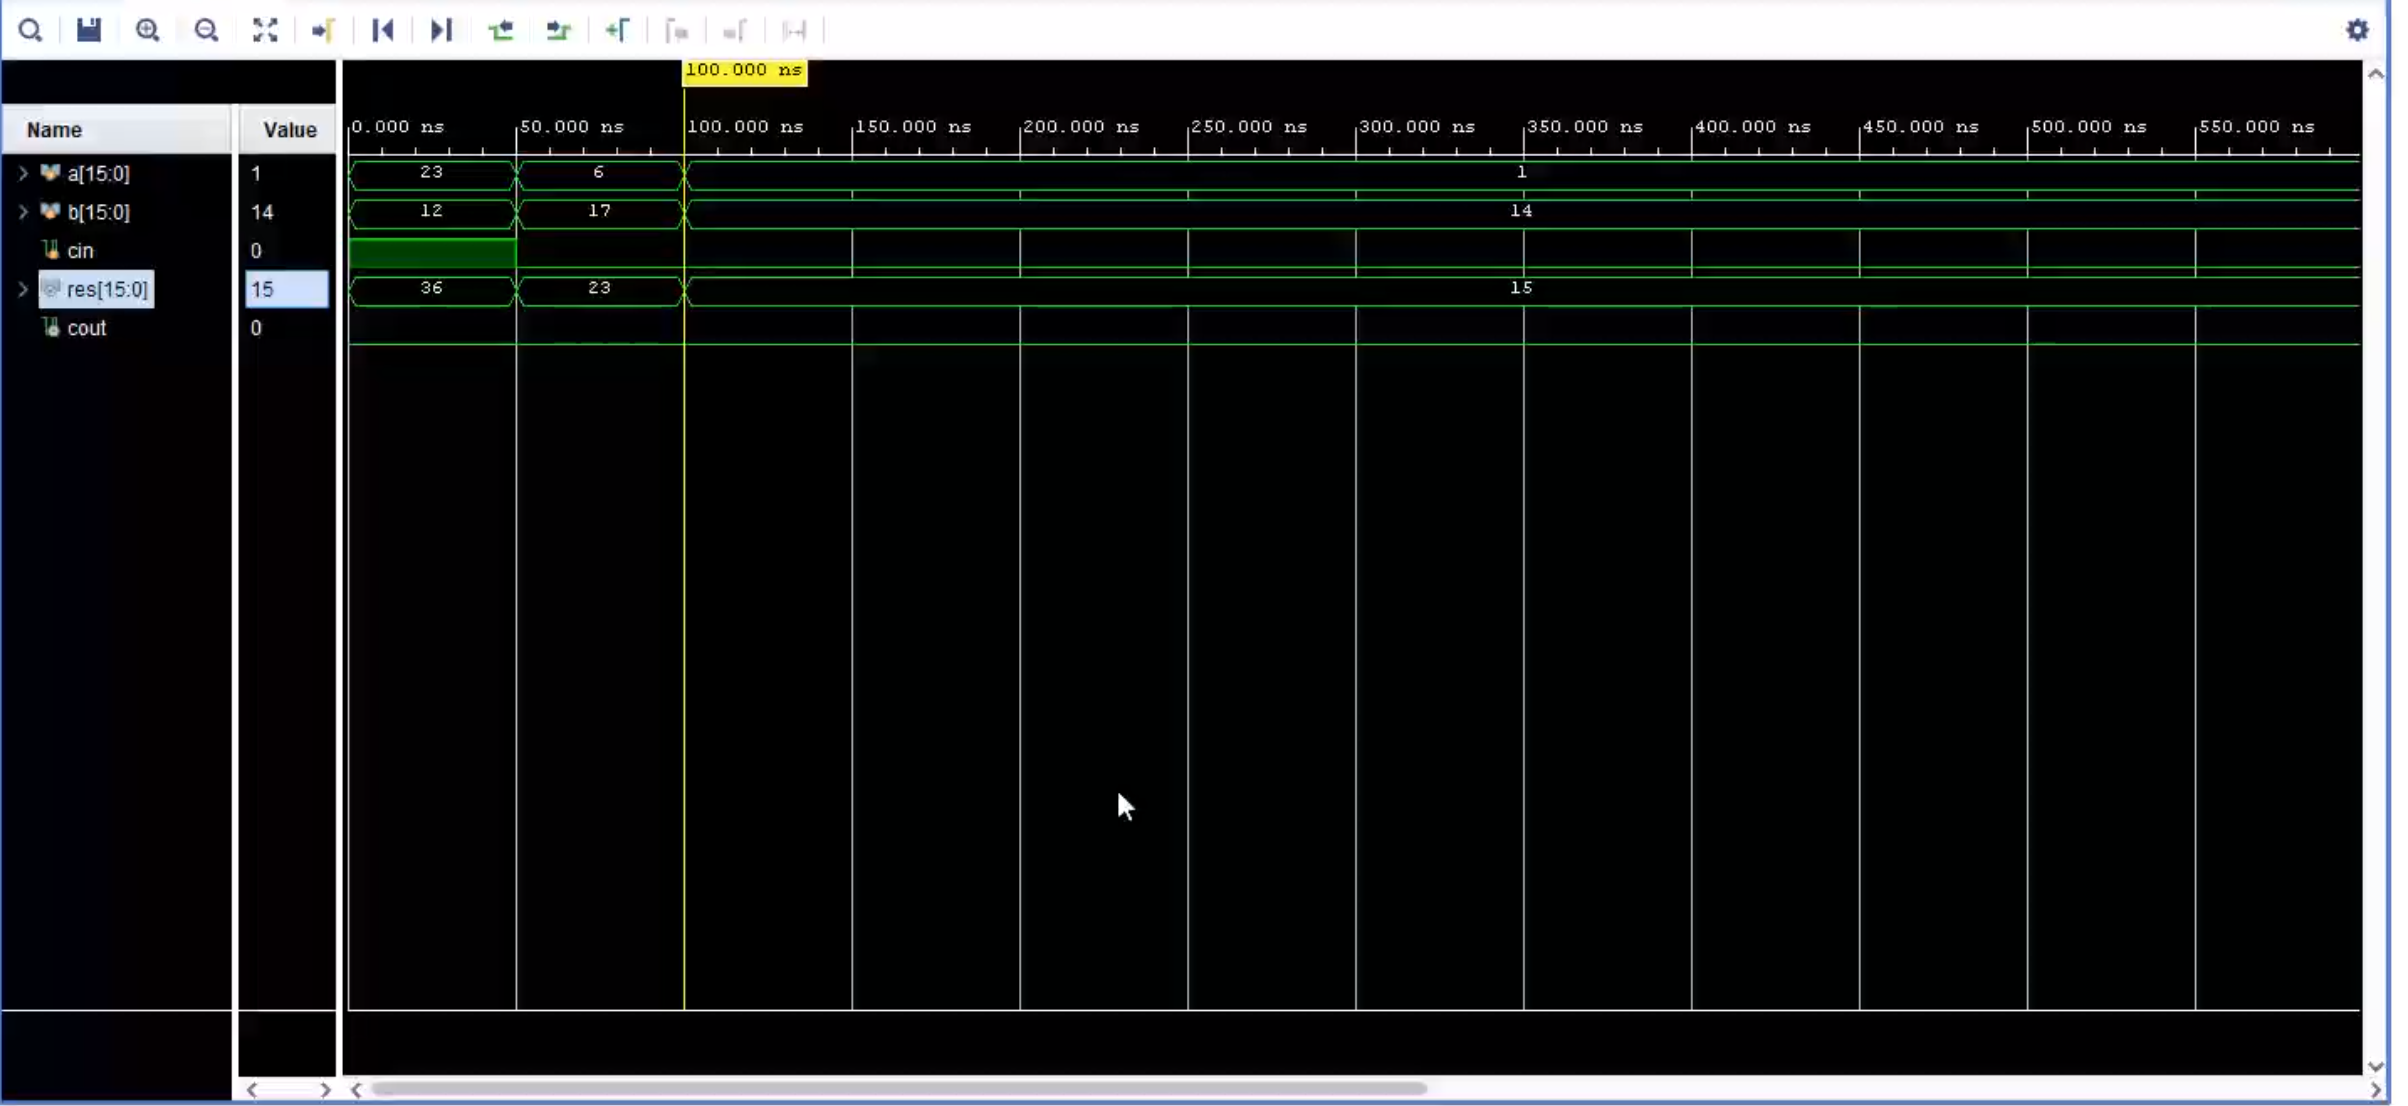 100.000 ns
Name Value 0.000 ns 50.000 ns 100.000 ns 150.000 ns 200.000 ns 250.000 ns 300.000 ns 350.000 ns 400.000 ns 450.000 ns 500.000 ns 550.000 ns
a[15:0] 1 23 6 1
b[15:0] 14 12 17 14
cin 0
res[15:0] 15 36 23 15
cout 0